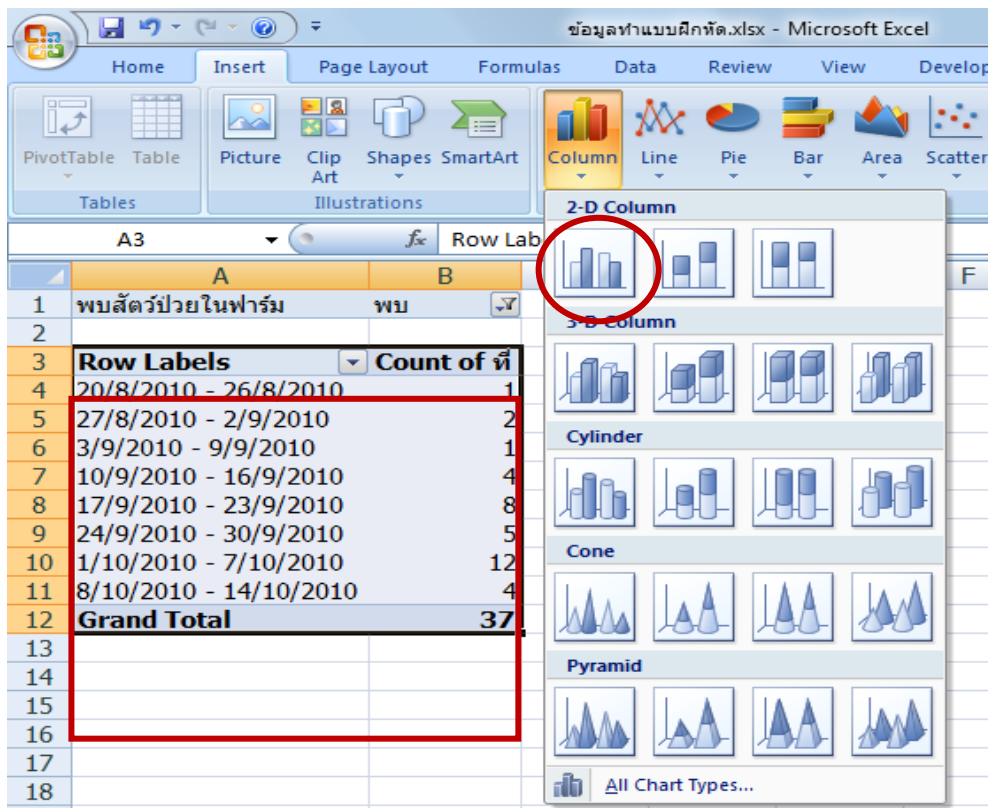 ข้อมูลทำแบบฝึกหัด.xlsx - Microsoft Excel
Home Insert Page Layout Formulas Data Review View Develop
PivotTable Table Picture Clip Art Shapes SmartArt Column Line Pie Bar Area Scatter
Tables Illustrations
A3 fx Row Lab
2-D Column
A B F
1 พบสัตว์ป่วยในฟาร์ม พบ
2
3 Row Labels Count of ที่
4 20/8/2010 - 26/8/2010 1
5 27/8/2010 - 2/9/2010 2
6 3/9/2010 - 9/9/2010 1
7 10/9/2010 - 16/9/2010 4
8 17/9/2010 - 23/9/2010 8
9 24/9/2010 - 30/9/2010 5
10 1/10/2010 - 7/10/2010 12
11 8/10/2010 - 14/10/2010 4
12 Grand Total 37
13
14
15
16
17
18
3-D Column
Cylinder
Cone
Pyramid
All Chart Types...